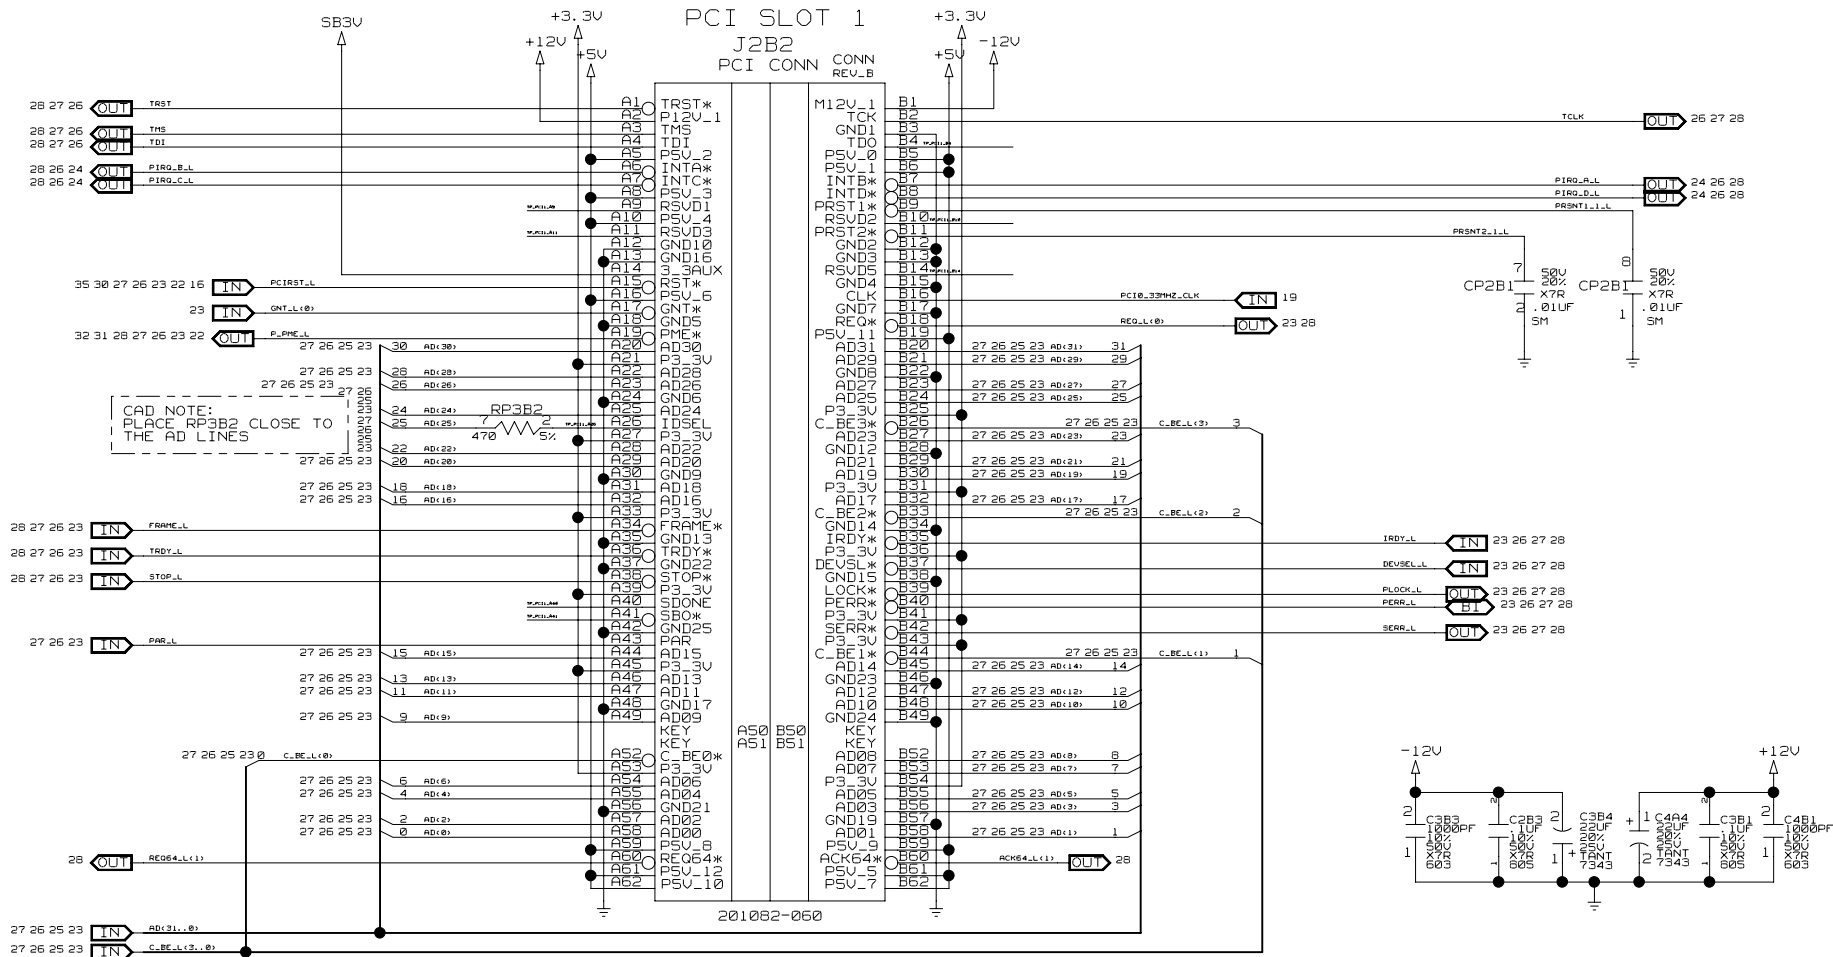 PCI SLOT 1
J2B2
PCI CONN
CONN
REV_B
SB3V
+3.3V
+12V
+5V
+3.3V
-12V
+5V
28 27 26 OUT TRST A1 TRST*
A2 P12V_1
28 27 26 OUT TMS A3 TMS
28 27 26 OUT TDI A4 TDI
A5 P5V_2
28 26 24 OUT PIRQ_B_L A6 INTA*
28 26 24 OUT PIRQ_C_L A7 INTC*
A8 P5V_3
A9 RSVD1
A10 P5V_4
A11 RSVD3
A12 GND10
A13 GND16
A14 3_3AUX
35 30 27 26 23 22 16 IN PCIRST_L A15 RST*
A16 P5V_6
23 IN GNT_L(0) A17 GNT*
A18 GND5
32 31 28 27 26 23 22 OUT P_PME_L A19 PME*
27 26 25 23 30 AD(30) A20 AD30
A21 P3_3V
27 26 25 23 28 AD(28) A22 AD28
27 26 25 23 26 AD(26) A23 AD26
A24 GND6
27 26 25 23 24 AD(24) A25 AD24
27 26 25 23 25 AD(25) 7 RP3B2 2 470 5% A26 IDSEL
A27 P3_3V
22 AD(22) A28 AD22
27 26 25 23 20 AD(20) A29 AD20
A30 GND9
27 26 25 23 18 AD(18) A31 AD18
27 26 25 23 16 AD(16) A32 AD16
A33 P3_3V
28 27 26 23 IN FRAME_L A34 FRAME*
A35 GND13
28 27 26 23 IN TRDY_L A36 TRDY*
A37 GND22
28 27 26 23 IN STOP_L A38 STOP*
A39 P3_3V
A40 SDONE
A41 SBO*
A42 GND25
27 26 23 IN PAR_L A43 PAR
27 26 25 23 15 AD(15) A44 AD15
A45 P3_3V
27 26 25 23 13 AD(13) A46 AD13
27 26 25 23 11 AD(11) A47 AD11
A48 GND17
27 26 25 23 9 AD(9) A49 AD09
KEY A50 B50 KEY
KEY A51 B51 KEY
27 26 25 23 0 C_BE_L(0) A52 C_BE0*
A53 P3_3V
27 26 25 23 6 AD(6) A54 AD06
27 26 25 23 4 AD(4) A55 AD04
A56 GND21
27 26 25 23 2 AD(2) A57 AD02
27 26 25 23 0 AD(0) A58 AD00
A59 P5V_8
28 OUT REQ64_L(1) A60 REQ64*
A61 P5V_12
A62 P5V_10
27 26 25 23 IN AD(31..0)
27 26 25 23 IN C_BE_L(3..0)
CAD NOTE:
PLACE RP3B2 CLOSE TO
THE AD LINES
M12V_1 B1
TCK B2 TCLK OUT 26 27 28
GND1 B3
TDO B4
P5V_0 B5
P5V_1 B6
INTB* B7 PIRQ_A_L OUT 24 26 28
INTD* B8 PIRQ_D_L OUT 24 26 28
PRST1* B9 PRSNT1_1_L
RSVD2 B10
PRST2* B11 PRSNT2_1_L
GND2 B12
GND3 B13
RSVD5 B14
GND4 B15
CLK B16 PCI0_33MHZ_CLK IN 19
GND7 B17
REQ* B18 REQ_L(0) OUT 23 28
P5V_11 B19
AD31 B20 27 26 25 23 AD(31) 31
AD29 B21 27 26 25 23 AD(29) 29
GND8 B22
AD27 B23 27 26 25 23 AD(27) 27
AD25 B24 27 26 25 23 AD(25) 25
P3_3V B25
C_BE3* B26 27 26 25 23 C_BE_L(3) 3
AD23 B27 27 26 25 23 AD(23) 23
GND12 B28
AD21 B29 27 26 25 23 AD(21) 21
AD19 B30 27 26 25 23 AD(19) 19
P3_3V B31
AD17 B32 27 26 25 23 AD(17) 17
C_BE2* B33 27 26 25 23 C_BE_L(2) 2
GND14 B34
IRDY* B35 IRDY_L IN 23 26 27 28
P3_3V B36
DEVSL* B37 DEVSEL_L IN 23 26 27 28
GND15 B38
LOCK* B39 PLOCK_L OUT 23 26 27 28
PERR* B40 PERR_L BI 23 26 27 28
P3_3V B41
SERR* B42 SERR_L OUT 23 26 27 28
P3_3V B43
C_BE1* B44 27 26 25 23 C_BE_L(1) 1
AD14 B45 27 26 25 23 AD(14) 14
GND23 B46
AD12 B47 27 26 25 23 AD(12) 12
AD10 B48 27 26 25 23 AD(10) 10
GND24 B49
AD08 B52 27 26 25 23 AD(8) 8
AD07 B53 27 26 25 23 AD(7) 7
P3_3V B54
AD05 B55 27 26 25 23 AD(5) 5
AD03 B56 27 26 25 23 AD(3) 3
GND19 B57
AD01 B58 27 26 25 23 AD(1) 1
P5V_9 B59
ACK64* B60 ACK64_L(1) OUT 28
P5V_5 B61
P5V_7 B62
201082-060
7
CP2B1
2
50V
20%
X7R
.01UF
SM
8
CP2B1
1
50V
20%
X7R
.01UF
SM
-12V
+12V
2
1
C3B3
1000PF
10%
50V
X7R
603
2
1
C2B3
.1UF
10%
50V
X7R
805
2
1
+
C3B4
22UF
20%
25V
TANT
7343
+
1
2
C4A4
22UF
20%
25V
TANT
7343
2
1
C3B1
.1UF
10%
50V
X7R
805
2
1
C4B1
1000PF
10%
50V
X7R
603